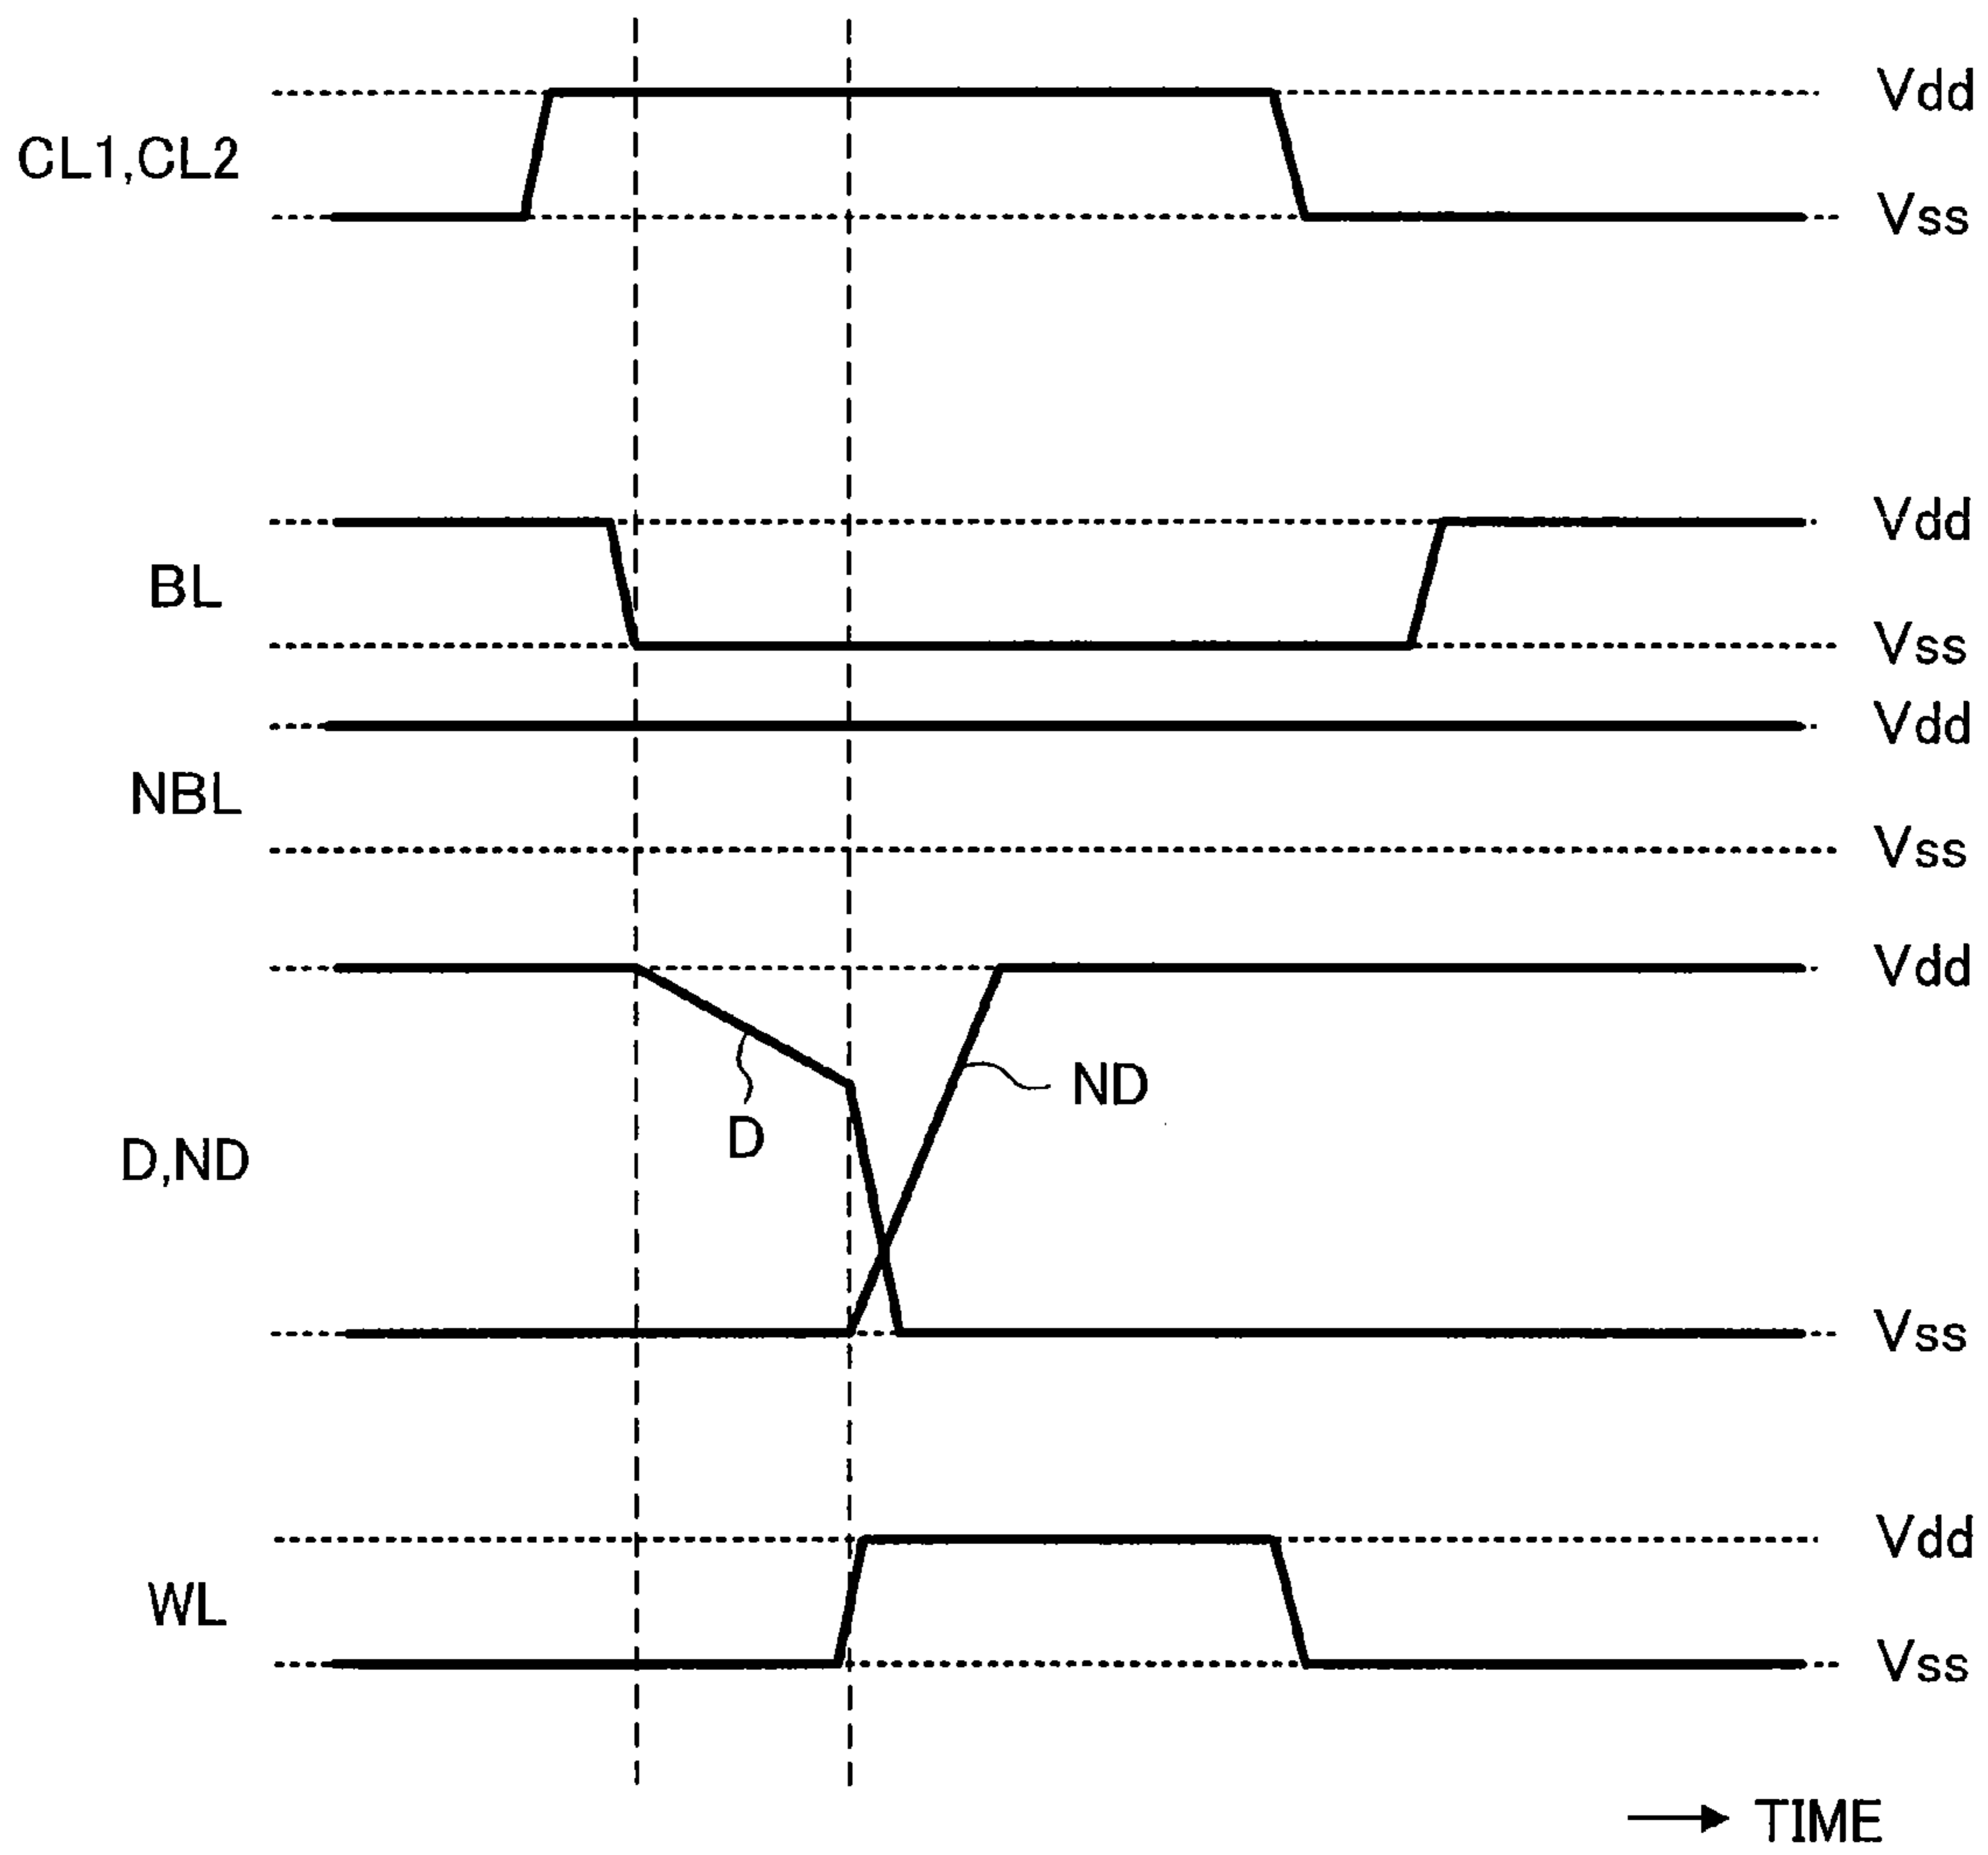 Vdd
CL1,CL2
Vss
Vdd
BL
Vss
Vdd
NBL
Vss
Vdd
ND
D
D,ND
Vss
Vdd
WL
Vss
TIME